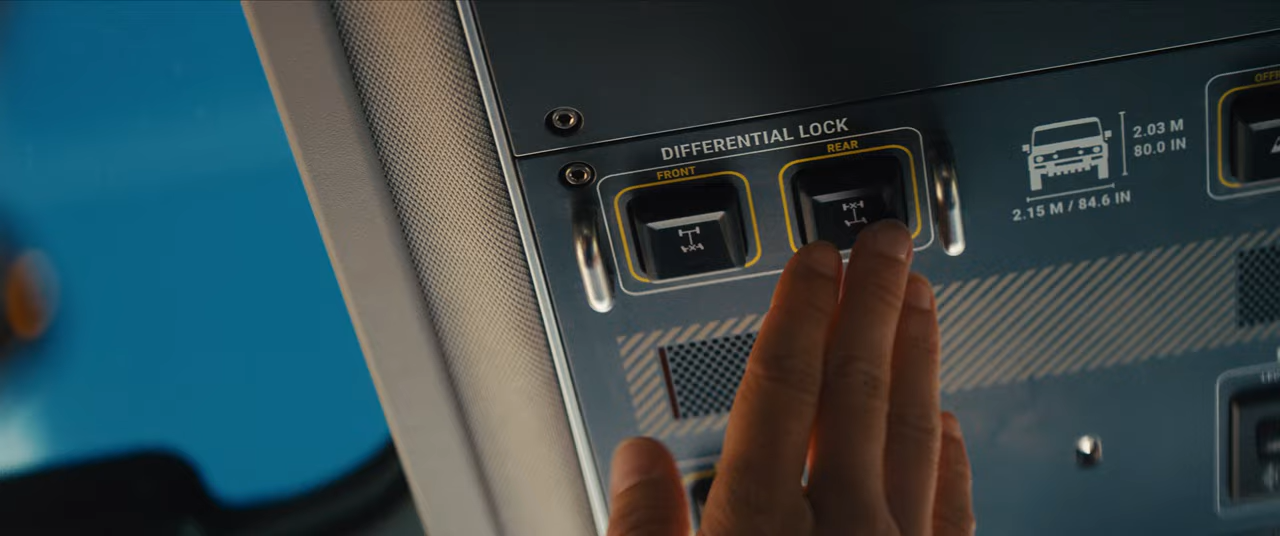 DIFFERENTIAL LOCK
FRONT
REAR
2.03 M
80.0 IN
2.15 M / 84.6 IN